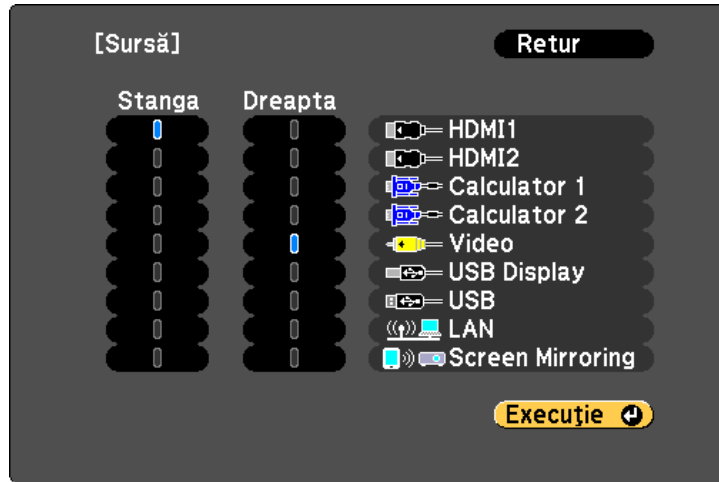 [Sursă] Retur
Stanga Dreapta
HDMI1
HDMI2
Calculator 1
Calculator 2
Video
USB Display
USB
LAN
Screen Mirroring
Execuţie